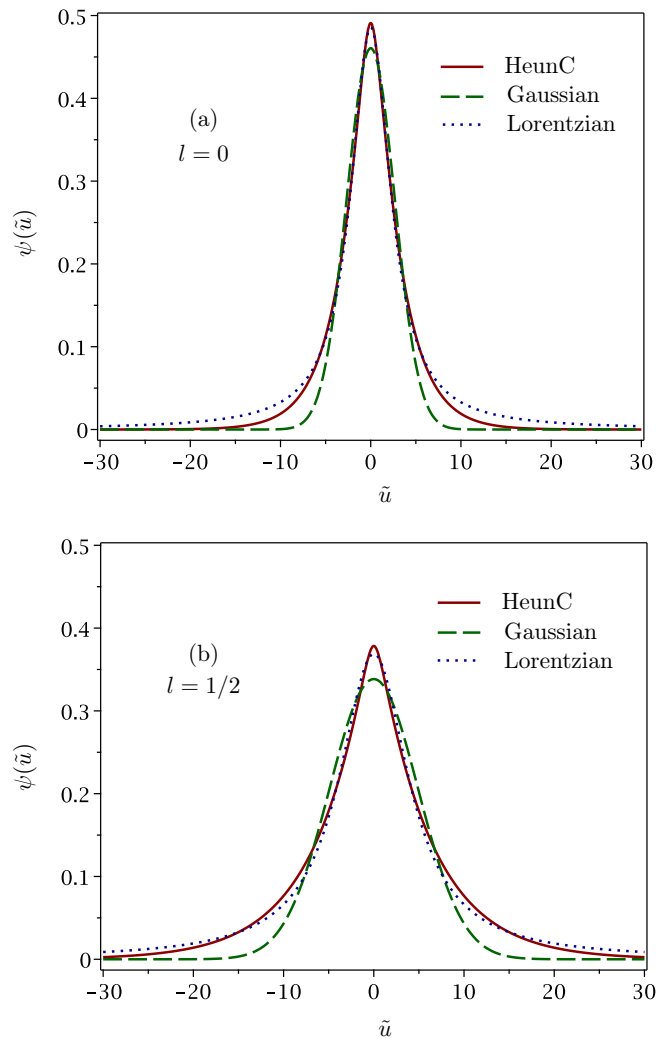 0.5
0.4
0.3
0.2
0.1
0
ψ(ũ)
(a)
l = 0
HeunC
Gaussian
Lorentzian
−30 −20 −10 0 10 20 30
ũ
0.5
0.4
0.3
0.2
0.1
0
ψ(ũ)
(b)
l = 1/2
HeunC
Gaussian
Lorentzian
−30 −20 −10 0 10 20 30
ũ